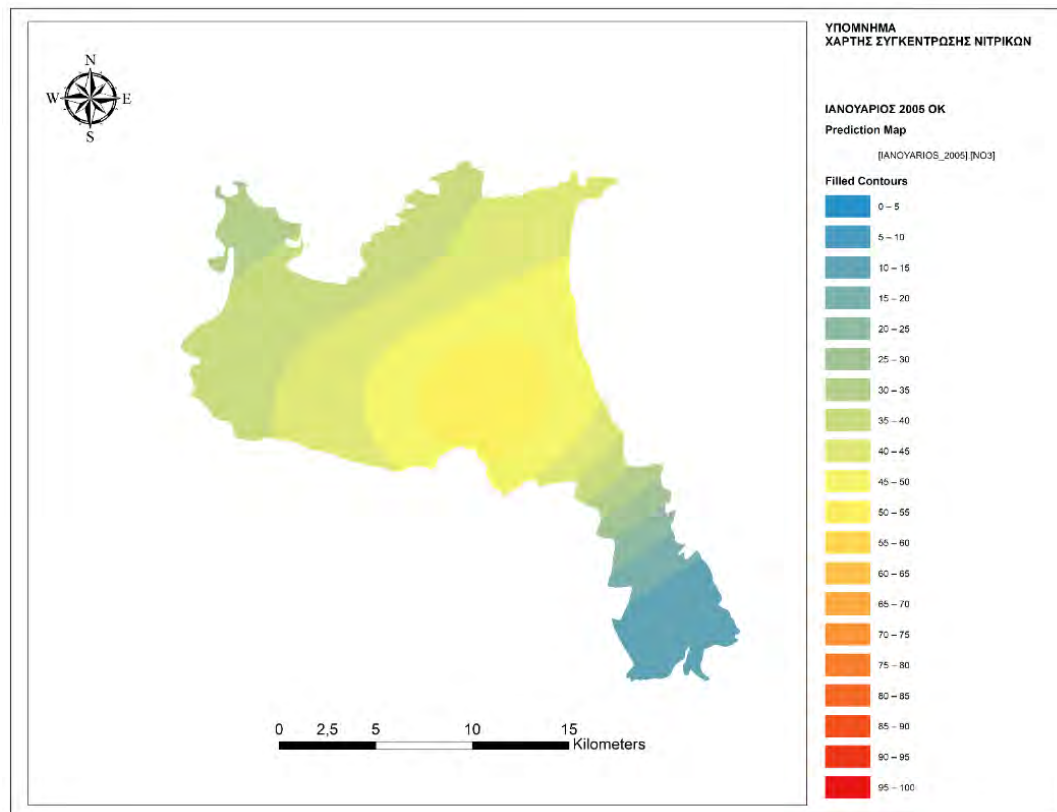 ΥΠΟΜΝΗΜΑ
ΧΑΡΤΗΣ ΣΥΓΚΕΝΤΡΩΣΗΣ ΝΙΤΡΙΚΩΝ
N
W E
S
ΙΑΝΟΥΑΡΙΟΣ 2005 ΟΚ
Prediction Map
[IANOYARIOS_2005].[NO3]
Filled Contours
0 – 5
5 – 10
10 – 15
15 – 20
20 – 25
25 – 30
30 – 35
35 – 40
40 – 45
45 – 50
50 – 55
55 – 60
60 – 65
65 – 70
70 – 75
75 – 80
80 – 85
85 – 90
90 – 95
95 – 100
0 2,5 5 10 15
Kilometers